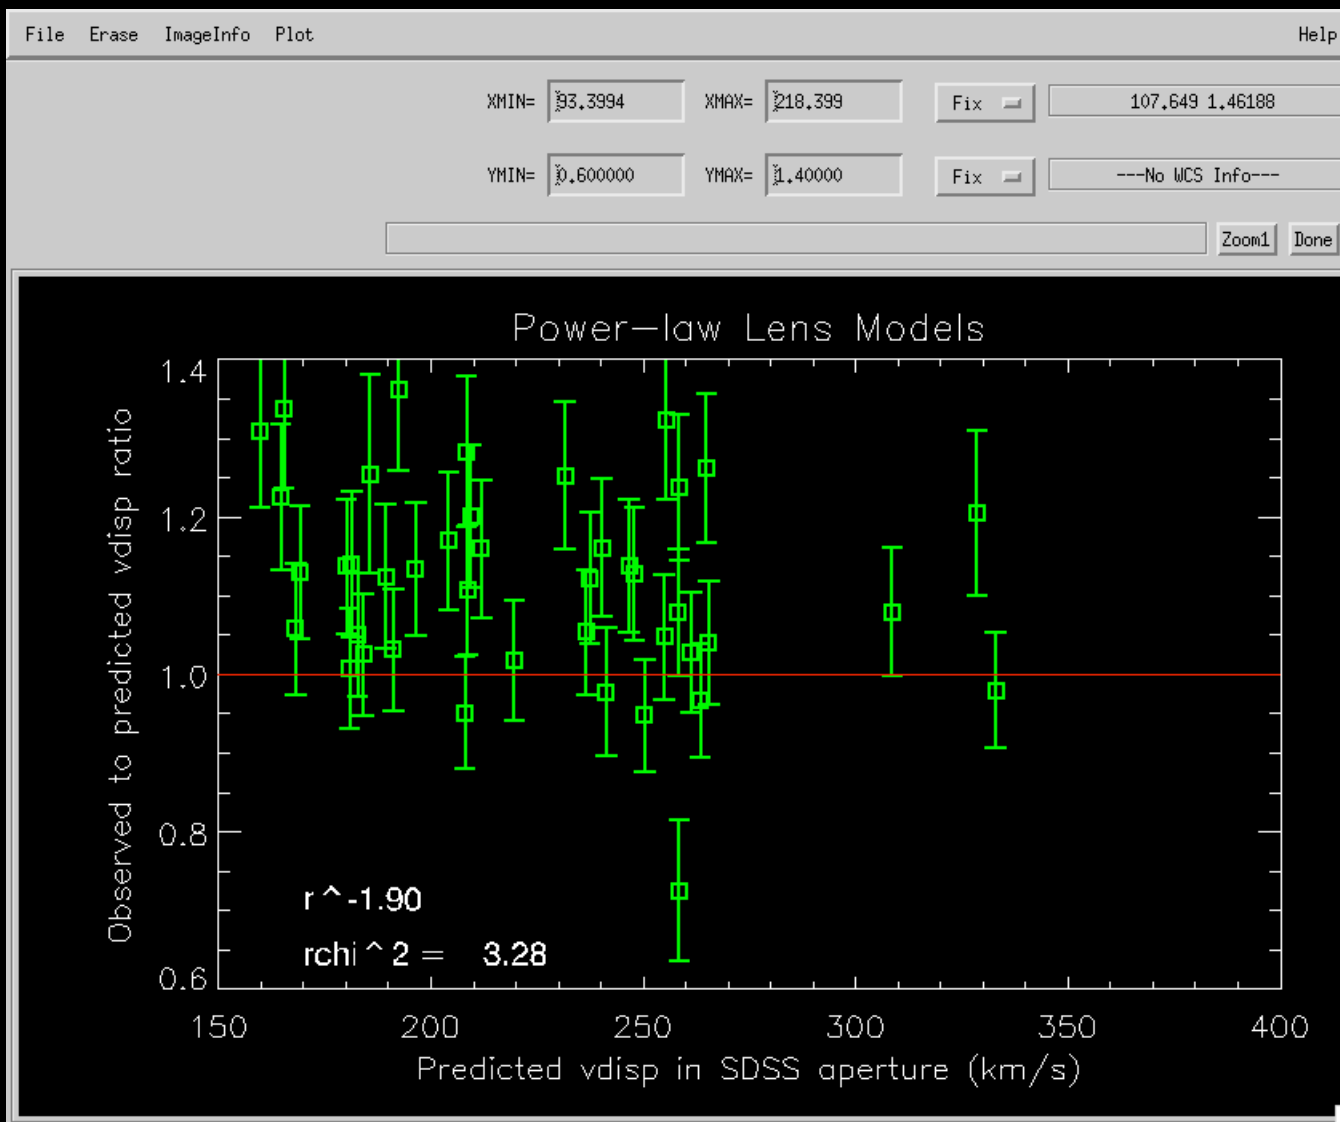 File Erase ImageInfo Plot Help
XMIN= 93.3994 XMAX= 218.399 Fix 107.649 1.46188
YMIN= 0.600000 YMAX= 1.40000 Fix ---No WCS Info---
Zoom1 Done
Power-law Lens Models
Observed to predicted vdisp ratio
1.4
1.2
1.0
0.8
0.6
r^-1.90
rchi^2 = 3.28
150 200 250 300 350 400
Predicted vdisp in SDSS aperture (km/s)